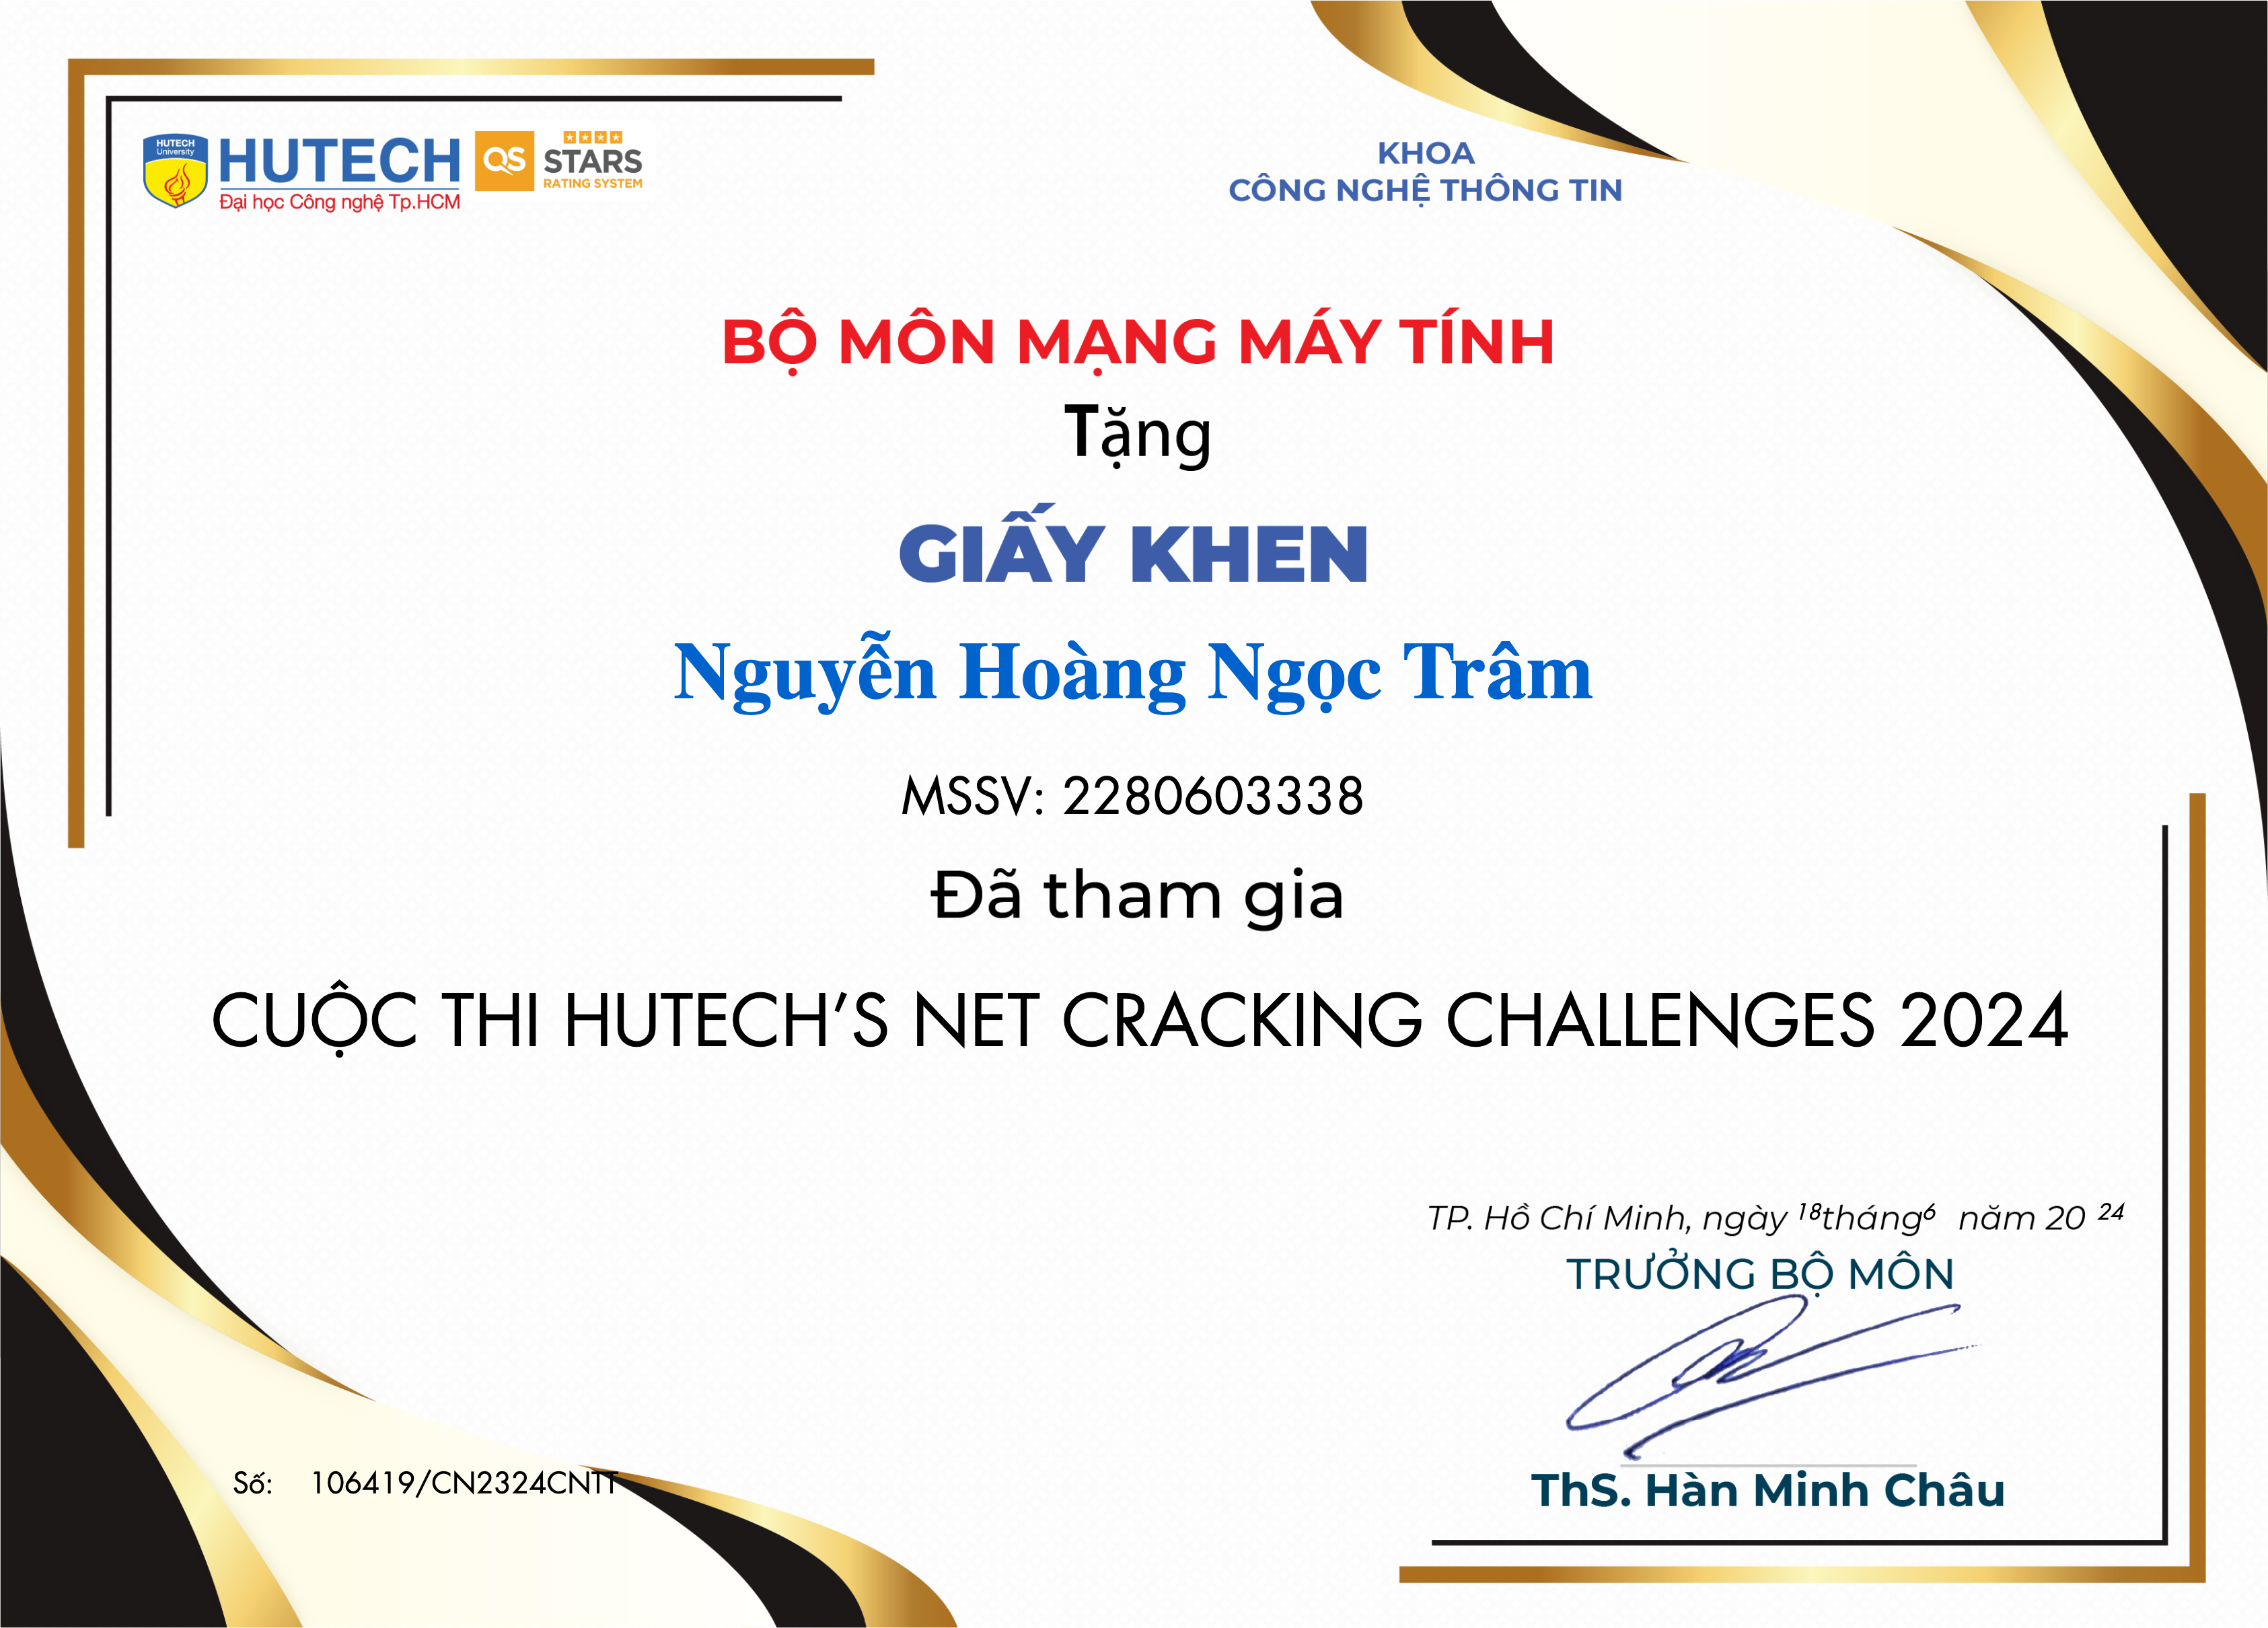 HUTECH
University
HUTECH
Đại học Công nghệ Tp.HCM
QS
STARS
RATING SYSTEM
KHOA
CÔNG NGHỆ THÔNG TIN
BỘ MÔN MẠNG MÁY TÍNH
Tặng
GIẤY KHEN
Nguyễn Hoàng Ngọc Trâm
MSSV: 2280603338
Đã tham gia
CUỘC THI HUTECH’S NET CRACKING CHALLENGES 2024
TP. Hồ Chí Minh, ngày 18 tháng 6 năm 20 24
TRƯỞNG BỘ MÔN
ThS. Hàn Minh Châu
Số: 106419/CN2324CNTT